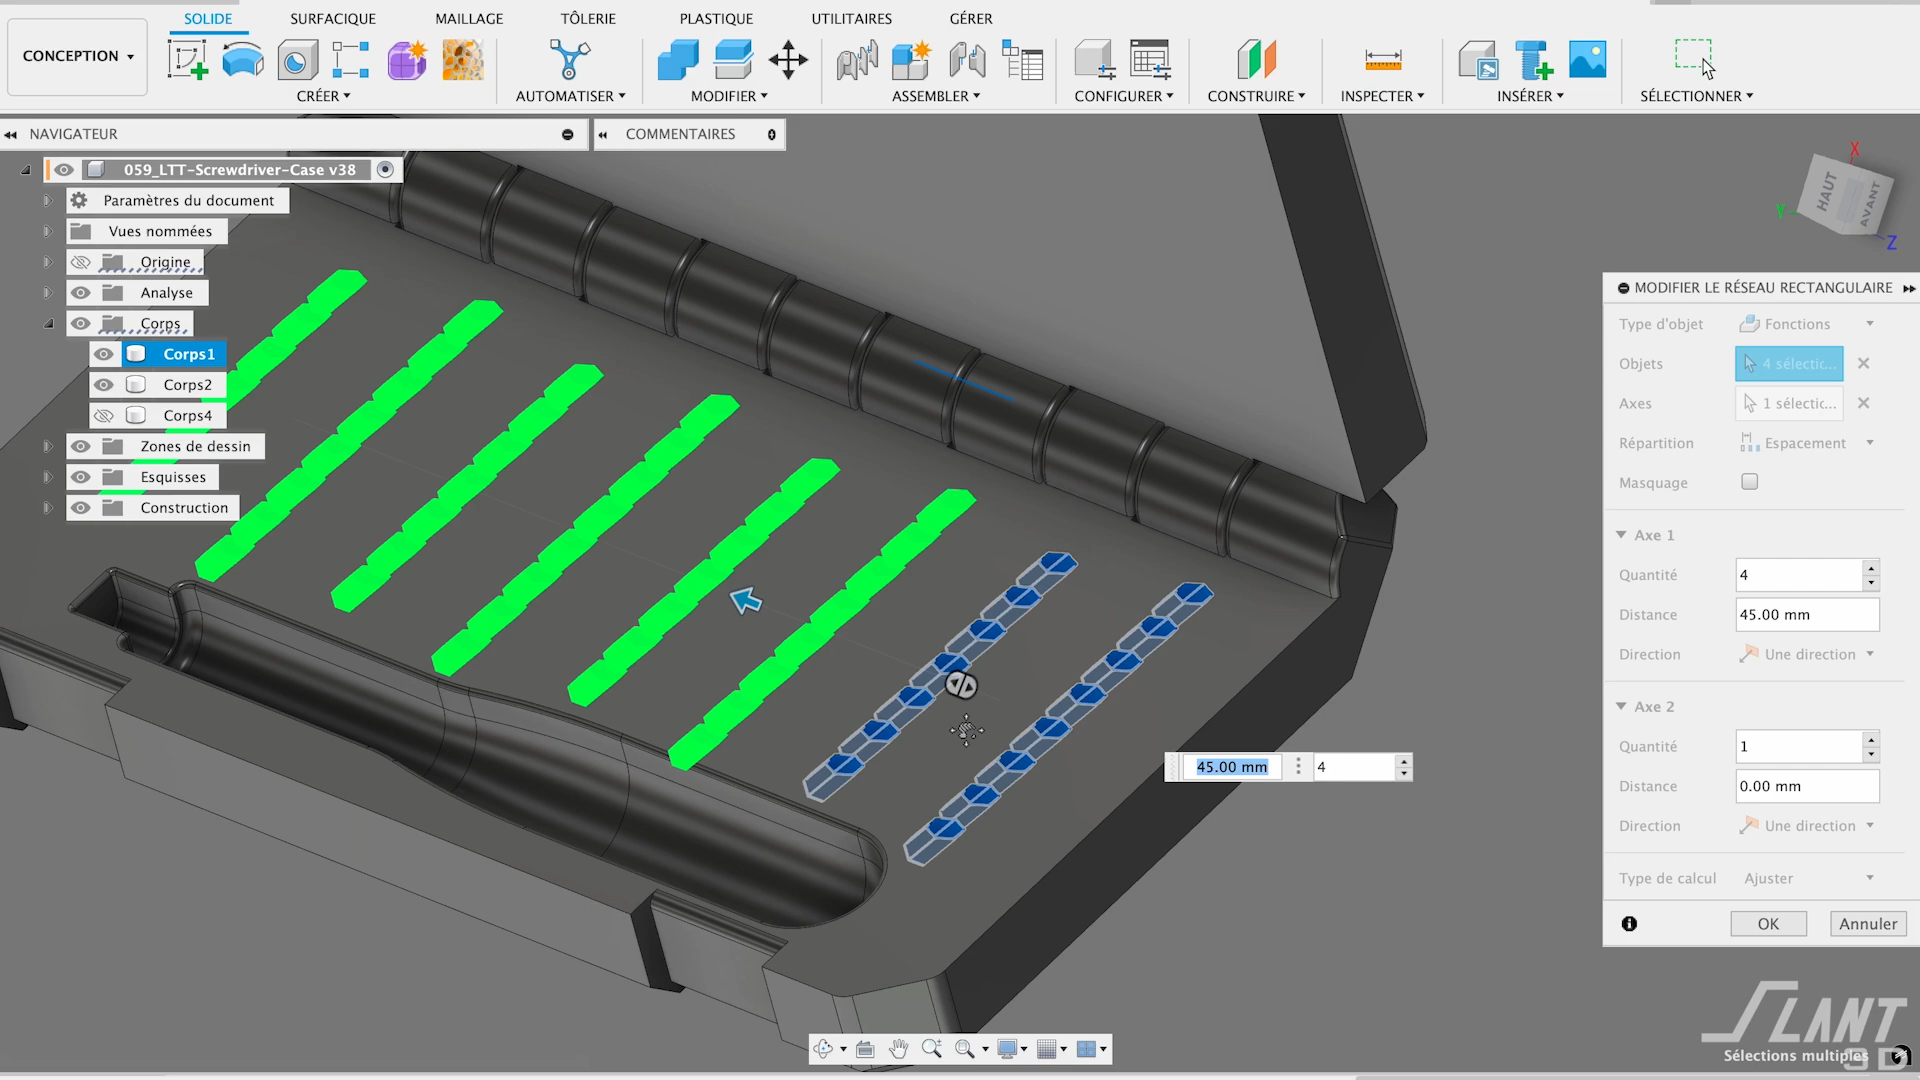 SOLIDE SURFACIQUE MAILLAGE TÔLERIE PLASTIQUE UTILITAIRES GÉRER
CONCEPTION
CRÉER AUTOMATISER MODIFIER ASSEMBLER CONFIGURER CONSTRUIRE INSPECTER INSÉRER SÉLECTIONNER
NAVIGATEUR COMMENTAIRES
059_LTT-Screwdriver-Case v38
Paramètres du document
Vues nommées
Origine
Analyse
Corps
Corps1
Corps2
Corps4
Zones de dessin
Esquisses
Construction
X
HAUT
AVANT
Y
Z
45.00 mm 4
MODIFIER LE RÉSEAU RECTANGULAIRE
Type d'objet Fonctions
Objets 4 sélectic...
Axes 1 sélectic...
Répartition Espacement
Masquage
Axe 1
Quantité 4
Distance 45.00 mm
Direction Une direction
Axe 2
Quantité 1
Distance 0.00 mm
Direction Une direction
Type de calcul Ajuster
OK Annuler
SLANT
3D
Sélections multiples